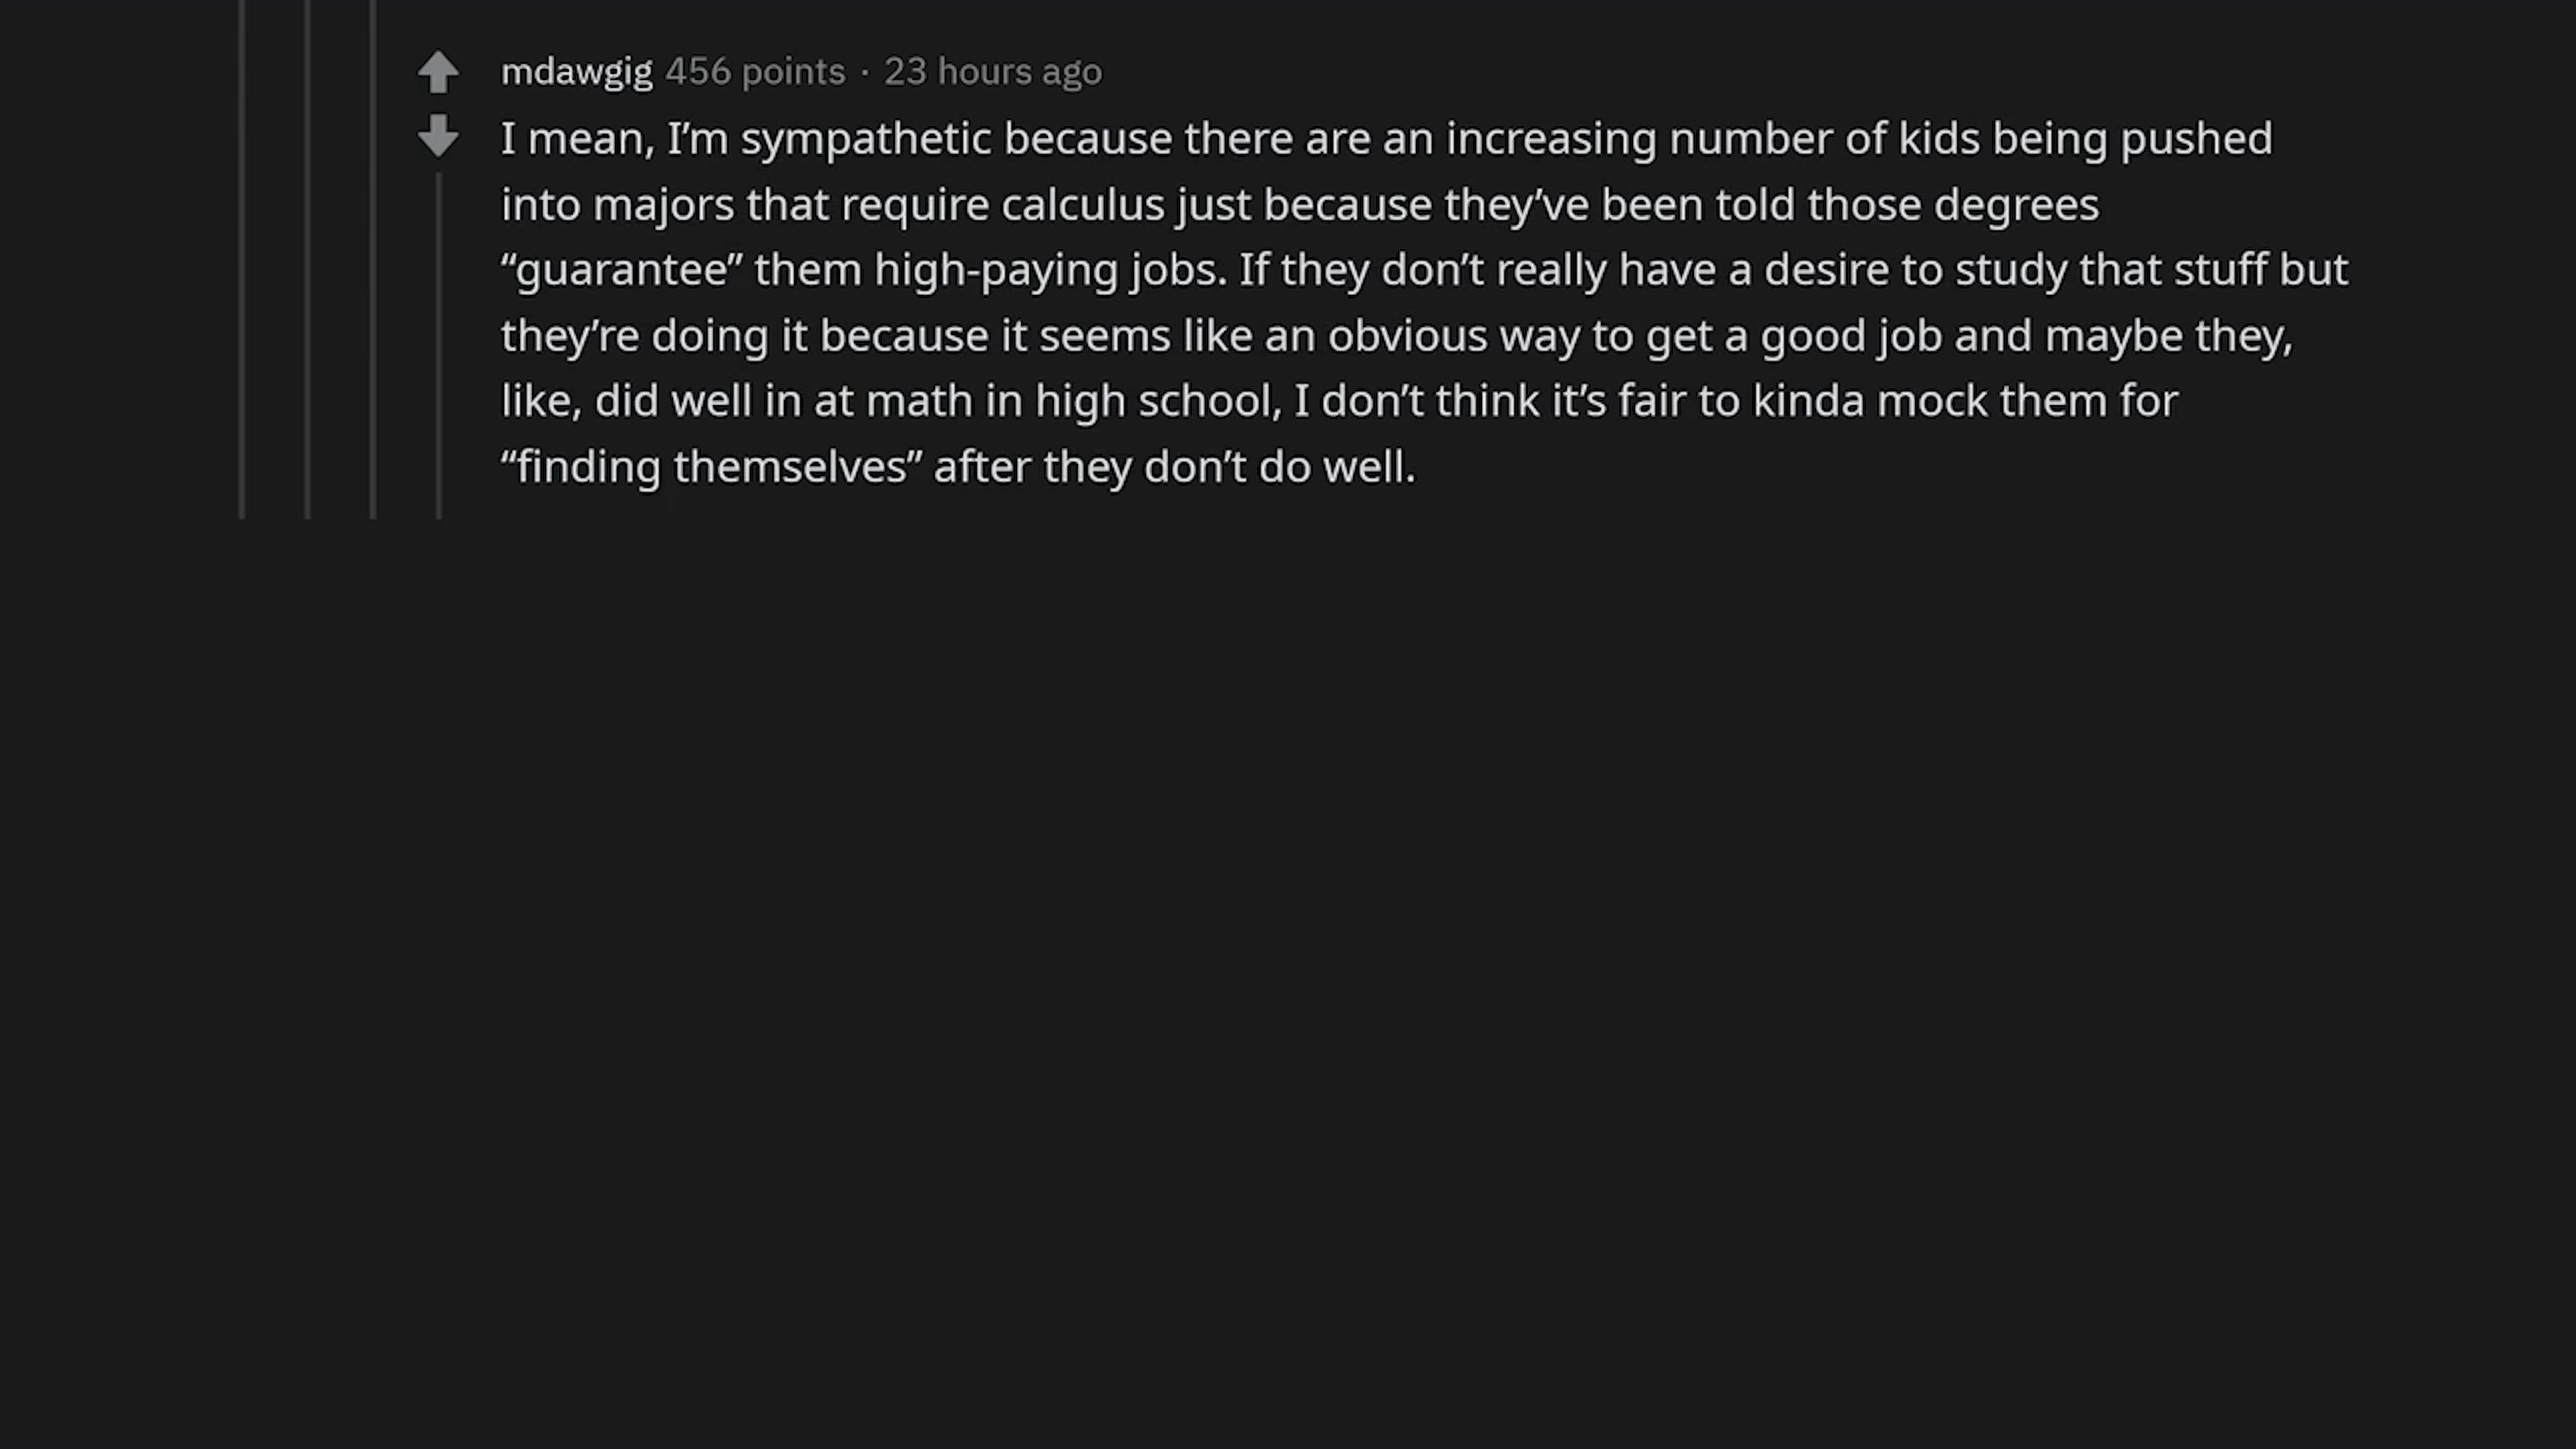 mdawgig 456 points · 23 hours ago
I mean, I’m sympathetic because there are an increasing number of kids being pushed
into majors that require calculus just because they’ve been told those degrees
“guarantee” them high-paying jobs. If they don’t really have a desire to study that stuff but
they’re doing it because it seems like an obvious way to get a good job and maybe they,
like, did well in at math in high school, I don’t think it’s fair to kinda mock them for
“finding themselves” after they don’t do well.